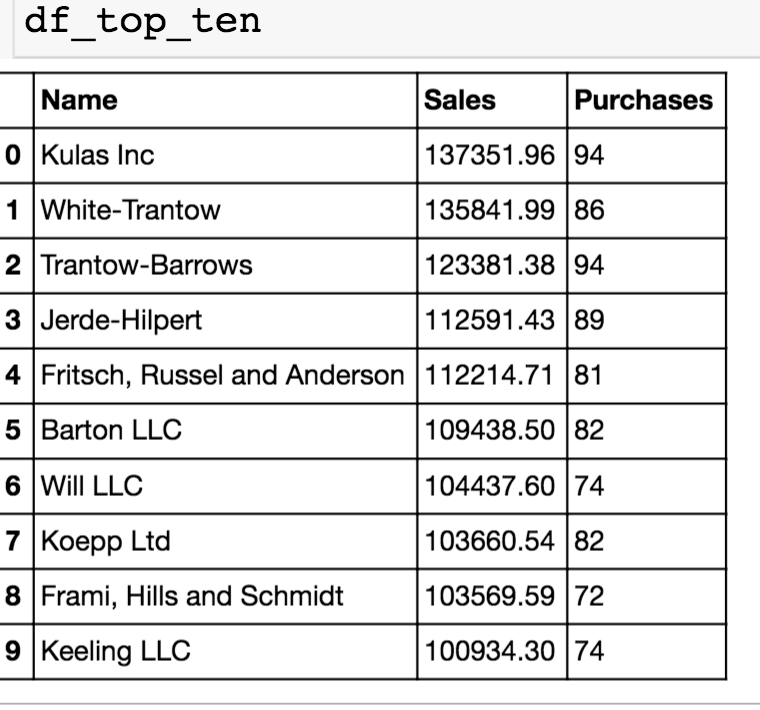 df_top_ten
Name Sales Purchases
0 Kulas Inc 137351.96 94
1 White-Trantow 135841.99 86
2 Trantow-Barrows 123381.38 94
3 Jerde-Hilpert 112591.43 89
4 Fritsch, Russel and Anderson 112214.71 81
5 Barton LLC 109438.50 82
6 Will LLC 104437.60 74
7 Koepp Ltd 103660.54 82
8 Frami, Hills and Schmidt 103569.59 72
9 Keeling LLC 100934.30 74